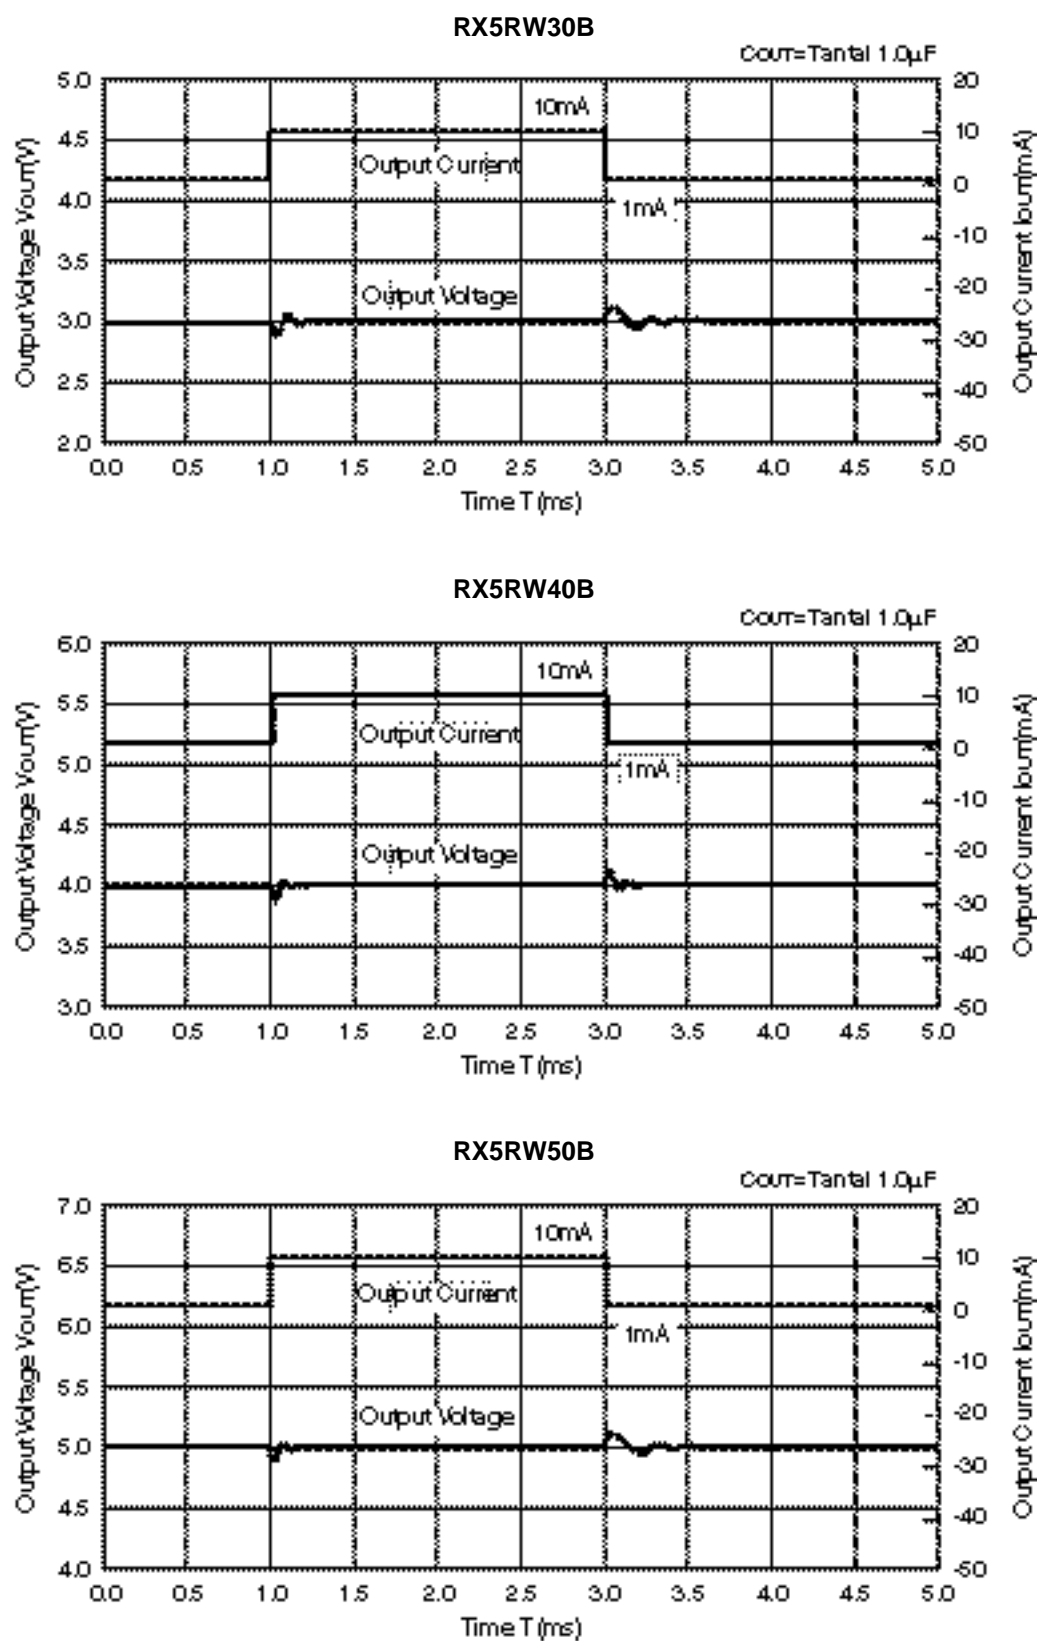 RX5RW30B
COUT=Tantal 1.0μF
Output Voltage VOUT(V)
5.0
4.5
4.0
3.5
3.0
2.5
2.0
10mA
Output Current
1mA
Output Voltage
20
10
0
-10
-20
-30
-40
-50
Output Current IOUT(mA)
0.0 0.5 1.0 1.5 2.0 2.5 3.0 3.5 4.0 4.5 5.0
Time T (ms)
RX5RW40B
COUT=Tantal 1.0μF
Output Voltage VOUT(V)
6.0
5.5
5.0
4.5
4.0
3.5
3.0
10mA
Output Current
1mA
Output Voltage
20
10
0
-10
-20
-30
-40
-50
Output Current IOUT(mA)
0.0 0.5 1.0 1.5 2.0 2.5 3.0 3.5 4.0 4.5 5.0
Time T (ms)
RX5RW50B
COUT=Tantal 1.0μF
Output Voltage VOUT(V)
7.0
6.5
6.0
5.5
5.0
4.5
4.0
10mA
Output Current
1mA
Output Voltage
20
10
0
-10
-20
-30
-40
-50
Output Current IOUT(mA)
0.0 0.5 1.0 1.5 2.0 2.5 3.0 3.5 4.0 4.5 5.0
Time T (ms)